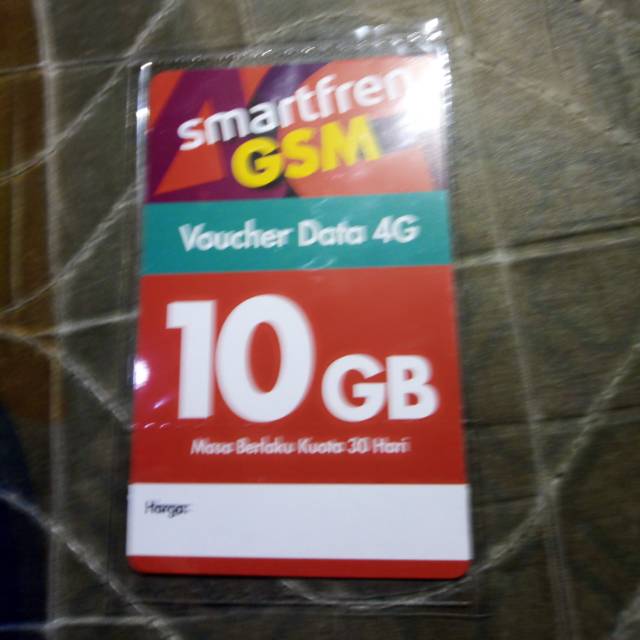 smartfren
GSM
Voucher Data 4G
10 GB
Masa Berlaku Kuota 30 Hari
Harga: